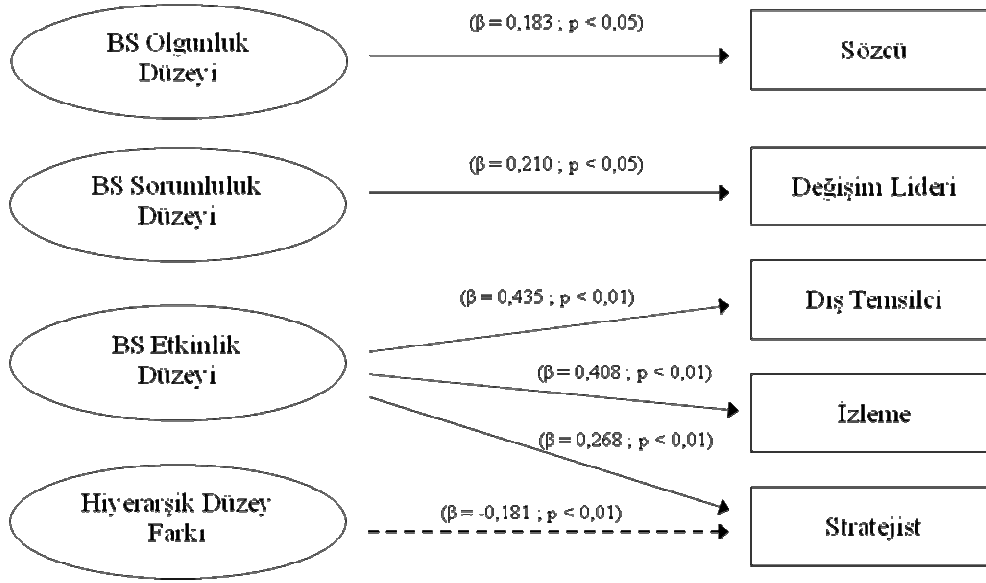 BS Olgunluk
Düzeyi
(β = 0,183 ; p < 0,05)
Sözcü
BS Sorumluluk
Düzeyi
(β = 0,210 ; p < 0,05)
Değişim Lideri
BS Etkinlik
Düzeyi
(β = 0,435 ; p < 0,01)
Dış Temsilci
(β = 0,408 ; p < 0,01)
İzleme
(β = 0,268 ; p < 0,01)
Hiyerarşik Düzey
Farkı
(β = -0,181 ; p < 0,01)
Stratejist